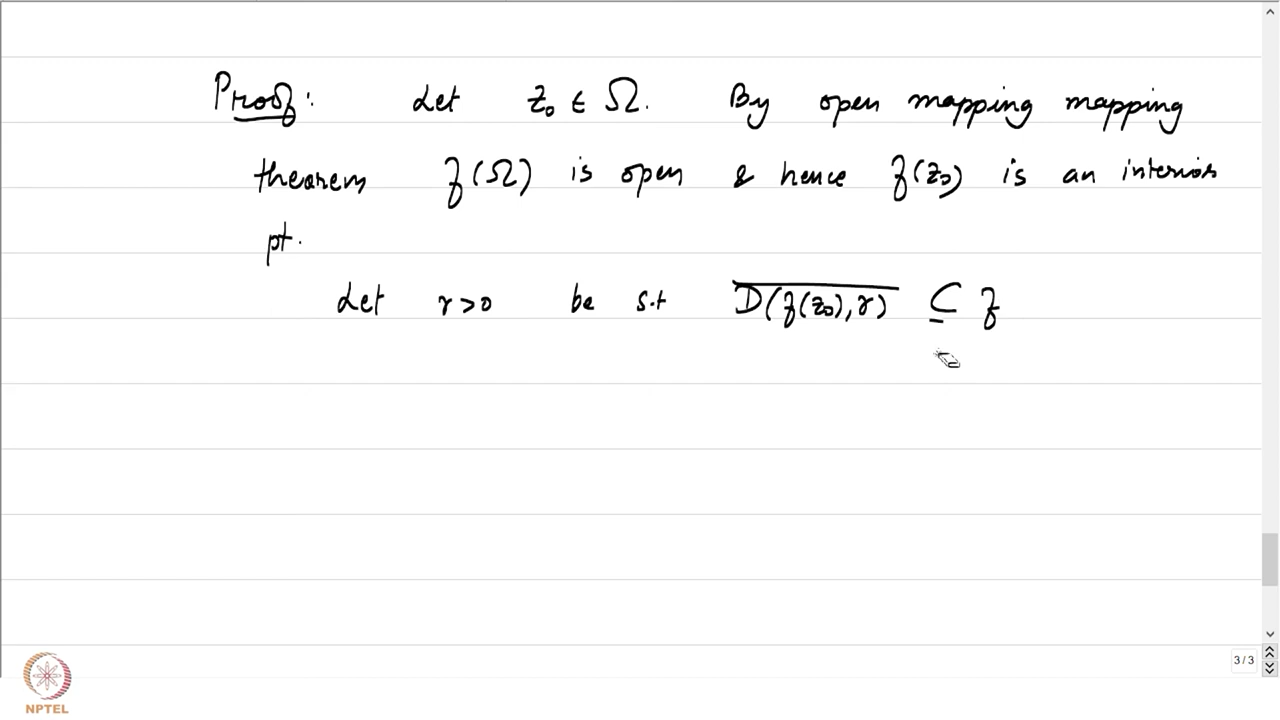 Proof: Let z₀ ∈ Ω. By open mapping mapping
theorem f(Ω) is open & hence f(z₀) is an interior
pt.
Let r>0 be s.t \overline{D(f(z₀),r)} ⊆ f
3/3
NPTEL